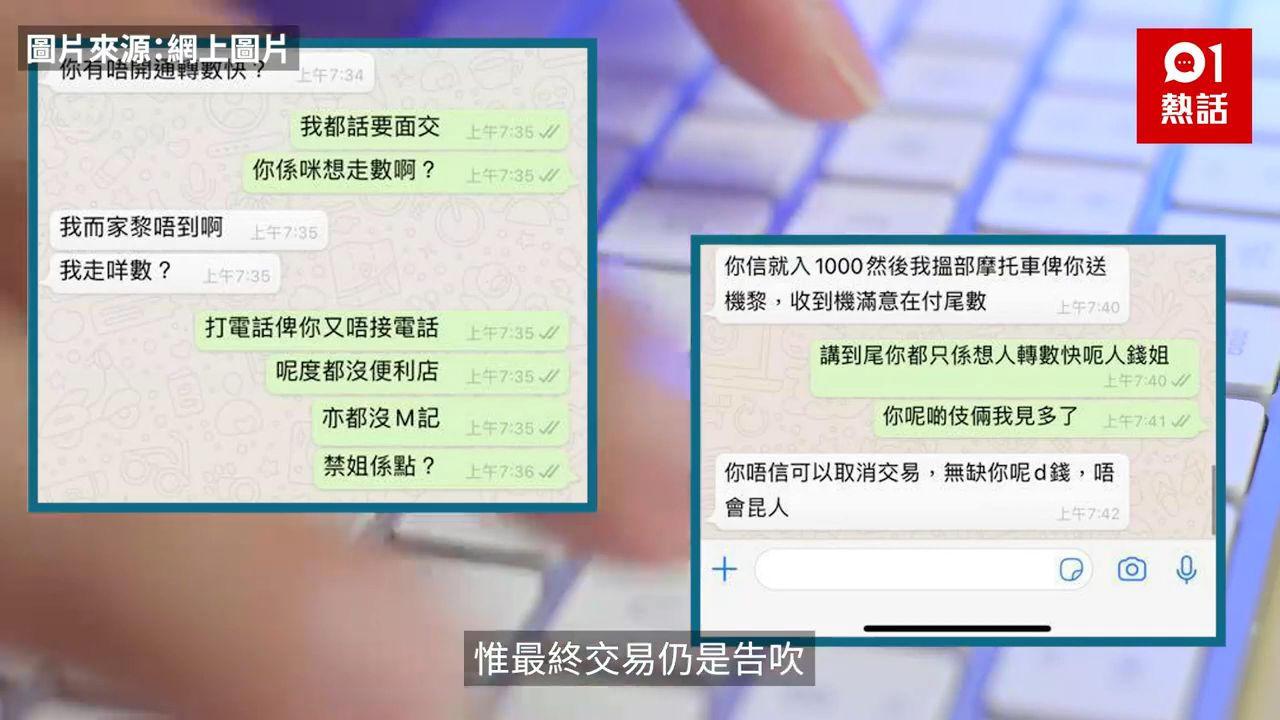 圖片來源：網上圖片
你有唔開通轉數快？ 上午7:34
我都話要面交 上午7:35
你係咪想走數啊？ 上午7:35
我而家黎唔到啊 上午7:35
我走咩數？ 上午7:35
打電話俾你又唔接電話 上午7:35
呢度都沒便利店 上午7:35
亦都沒M記 上午7:35
禁姐係點？ 上午7:36
01
熱話
你信就入1000然後我搵部摩托車俾你送
機黎，收到機滿意在付尾數 上午7:40
講到尾你都只係想人轉數快呃人錢姐
上午7:40
你呢啲伎倆我見多了 上午7:41
你唔信可以取消交易，無缺你呢d錢，唔
會昆人 上午7:42
惟最終交易仍是告吹